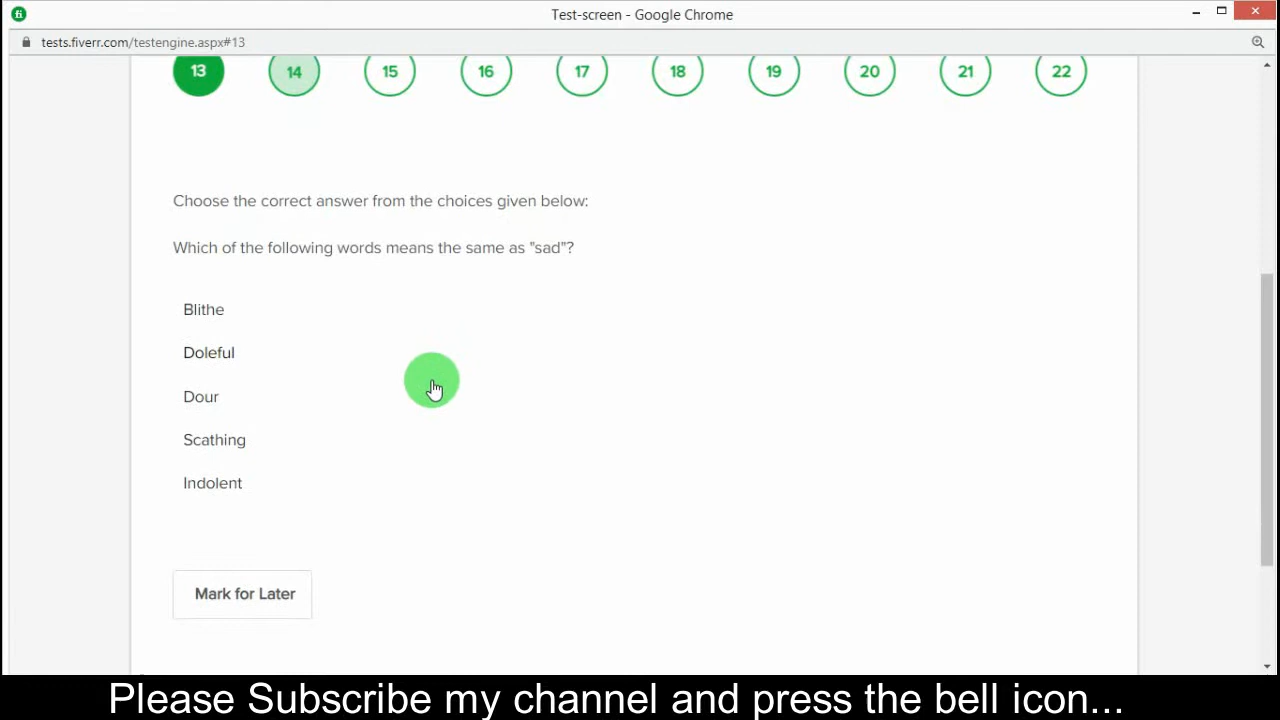 fi
Test-screen - Google Chrome
tests.fiverr.com/testengine.aspx#13
13 14 15 16 17 18 19 20 21 22
Choose the correct answer from the choices given below:
Which of the following words means the same as "sad"?
Blithe
Doleful
Dour
Scathing
Indolent
Mark for Later
Please Subscribe my channel and press the bell icon...